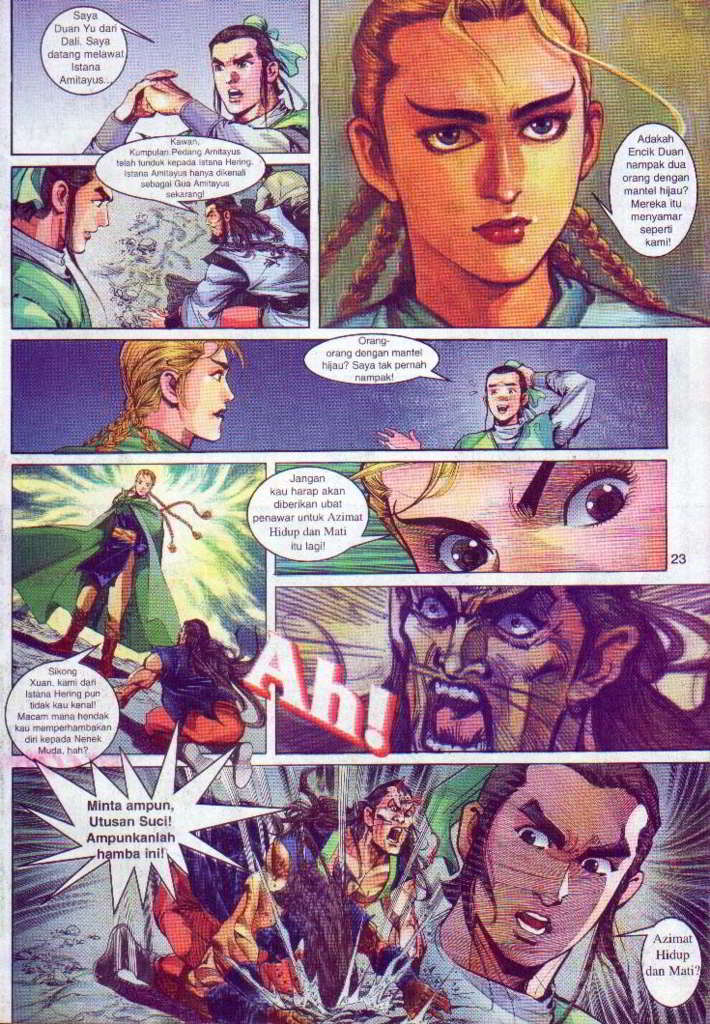 Saya
Duan Yu dari
Dali. Saya
datang melawat
Istana
Amitayus...
Kawan,
Kumpulan Pedang Amitayus
telah tunduk kepada Istana Hering.
Istana Amitayus hanya dikenali
sebagai Gua Amitayus
sekarang!
Adakah
Encik Duan
nampak dua
orang dengan
mantel hijau?
Mereka itu
menyamar
seperti
kami!
Orang-
orang dengan mantel
hijau? Saya tak pernah
nampak!
Jangan
kau harap akan
diberikan ubat
penawar untuk Azimat
Hidup dan Mati
itu lagi!
23
Sikong
Xuan, kami dari
Istana Hering pun
tidak kau kenal!
Macam mana hendak
kau memperhambakan
diri kepada Nenek
Muda, hah?
Ah!
Minta ampun,
Utusan Suci!
Ampunkanlah
hamba ini!
Azimat
Hidup
dan Mati?